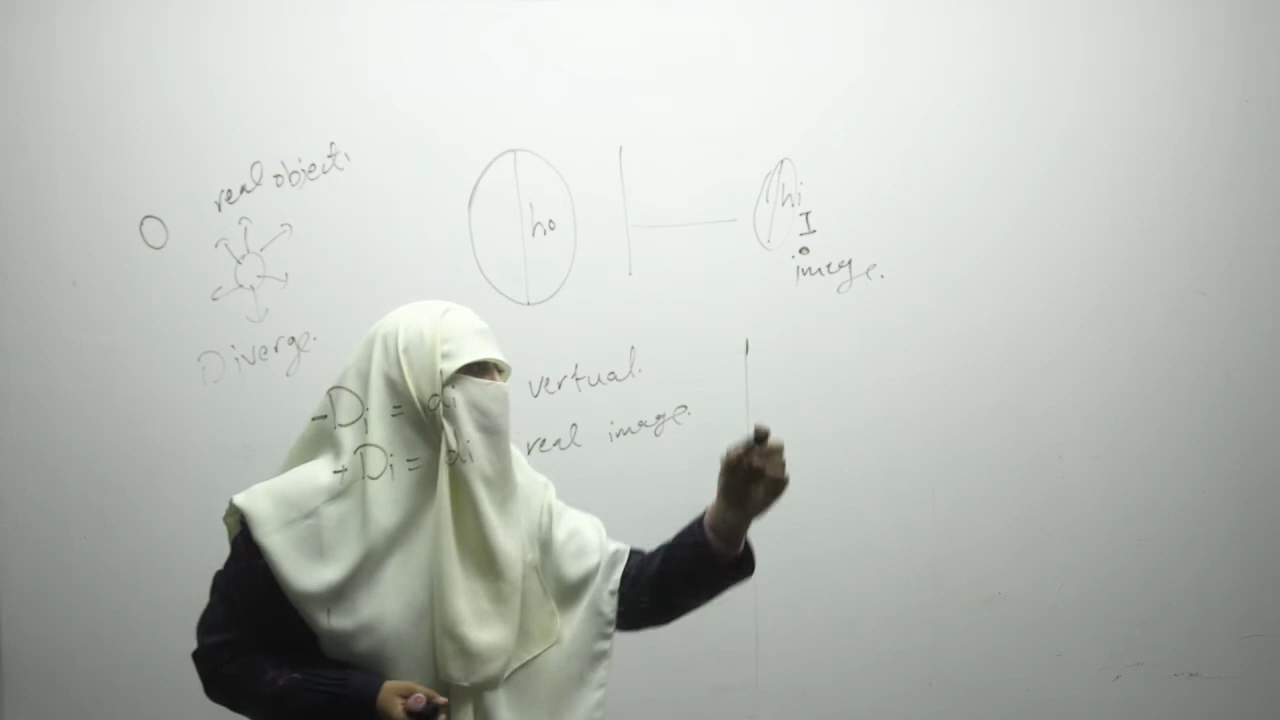 real object.
O
Diverge.
ho
hi
I
image.
-Di = di vertual.
+Di = di real image.